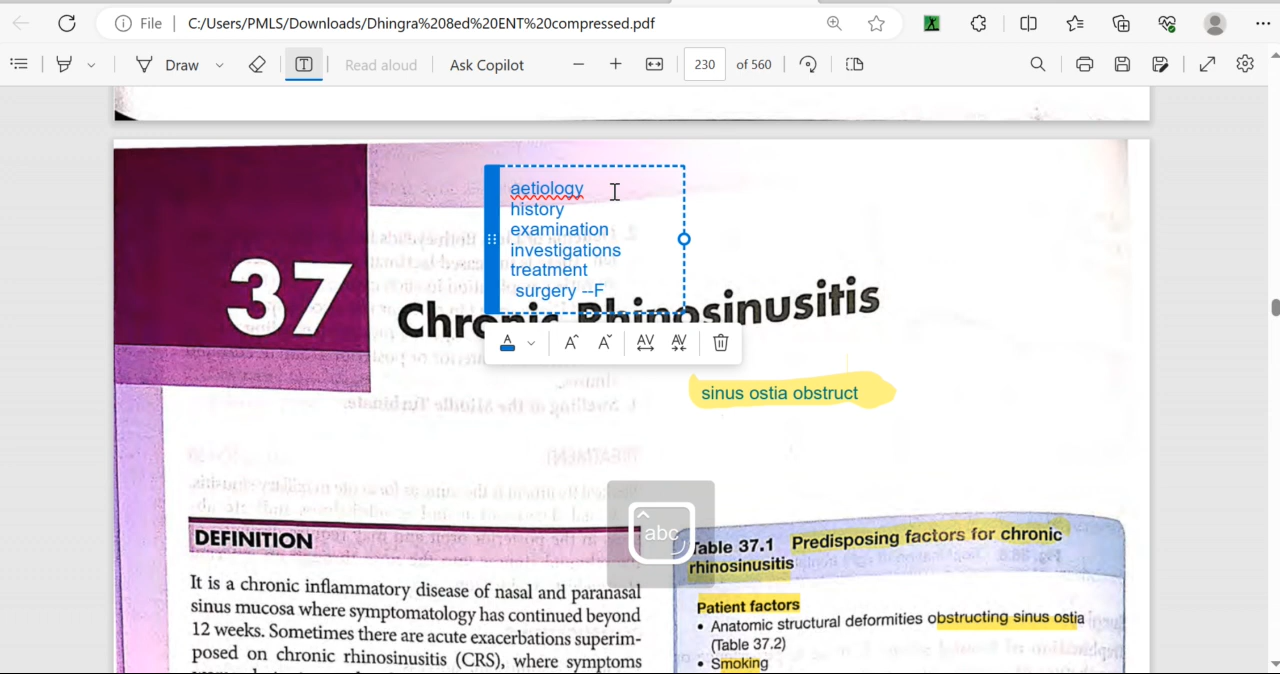 File C:/Users/PMLS/Downloads/Dhingra%208ed%20ENT%20compressed.pdf
Draw Read aloud Ask Copilot 230 of 560
aetiology
history
examination
investigations
treatment
surgery --F
37
Chronic Rhinosinusitis
sinus ostia obstruct
abc
DEFINITION
It is a chronic inflammatory disease of nasal and paranasal
sinus mucosa where symptomatology has continued beyond
12 weeks. Sometimes there are acute exacerbations superim-
posed on chronic rhinosinusitis (CRS), where symptoms
Table 37.1 Predisposing factors for chronic
rhinosinusitis
Patient factors
• Anatomic structural deformities obstructing sinus ostia
(Table 37.2)
• Smoking